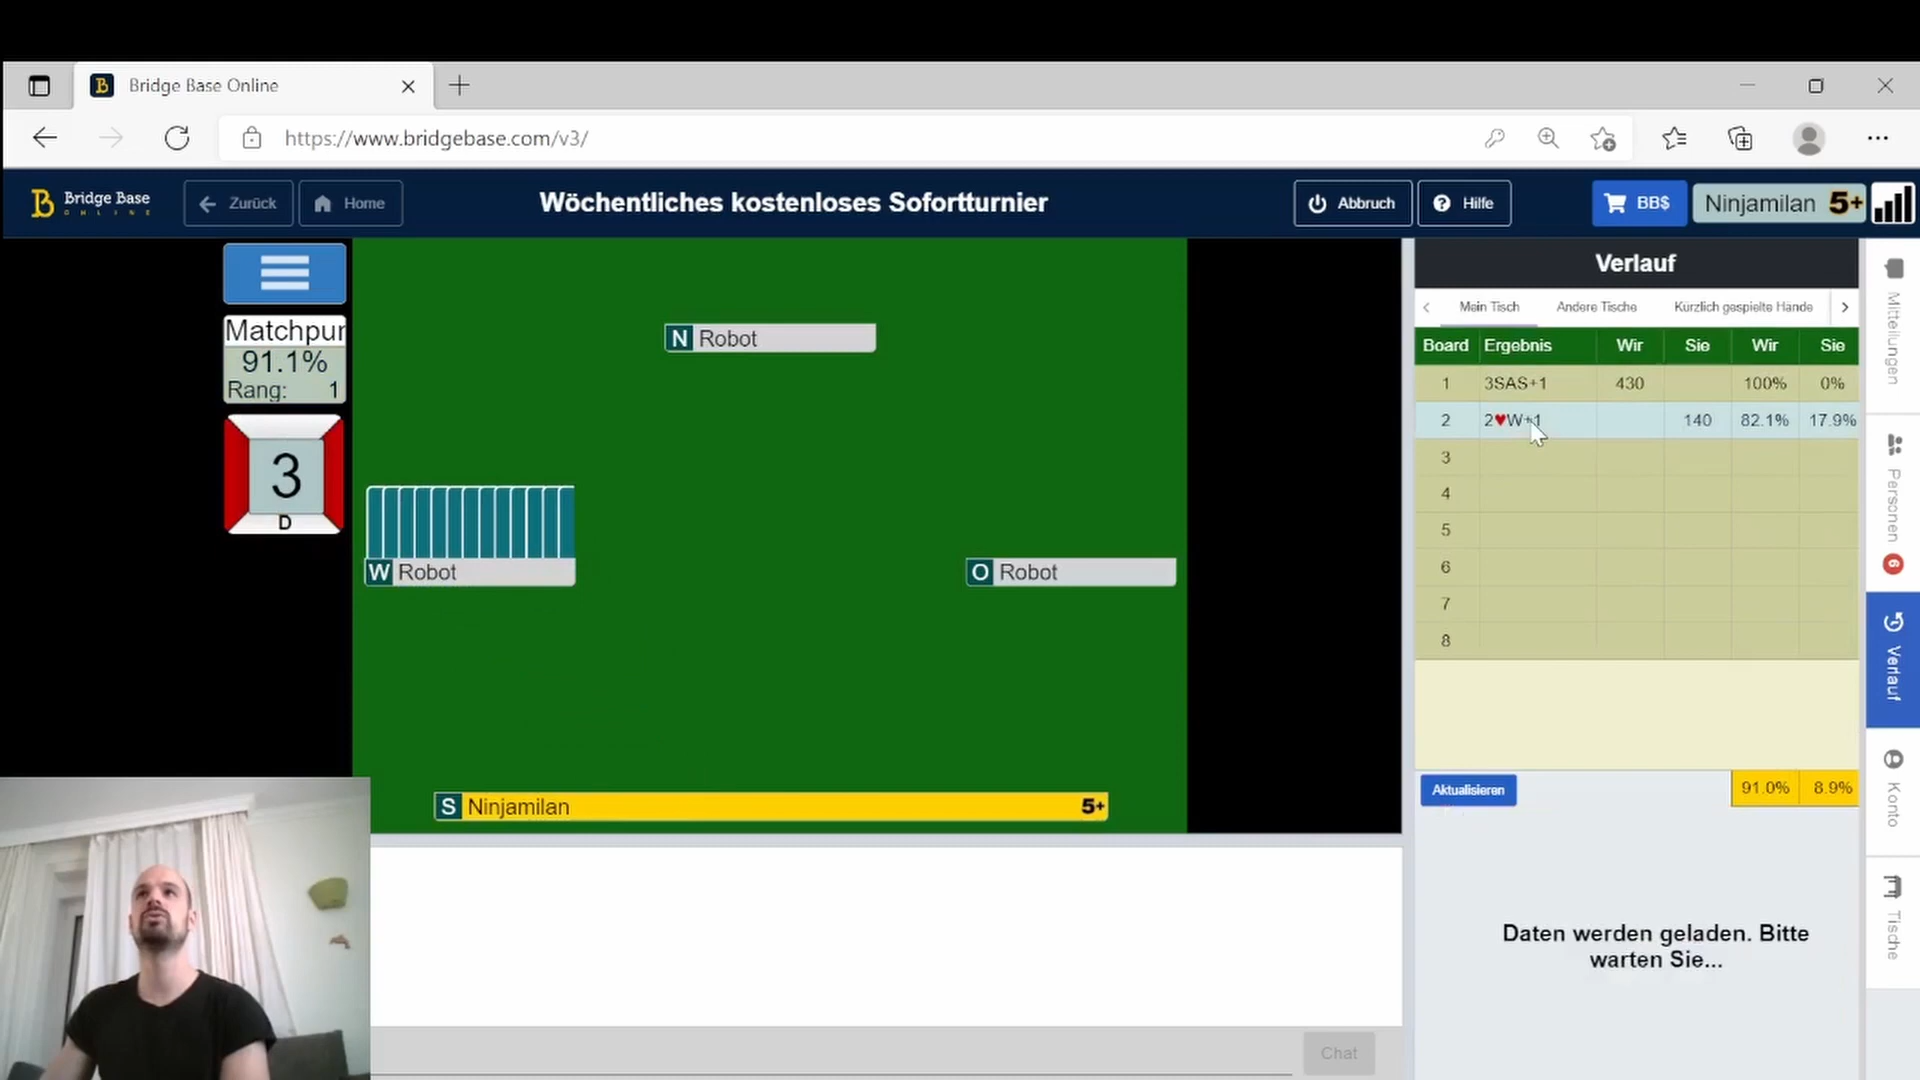 Bridge Base Online
https://www.bridgebase.com/v3/
Bridge Base
ONLINE
Zurück
Home
Wöchentliches kostenloses Sofortturnier
Abbruch
Hilfe
BB$
Ninjamilan 5+
Matchpun
91.1%
Rang: 1
3
D
N Robot
W Robot
O Robot
S Ninjamilan 5+
Verlauf
Mein Tisch Andere Tische Kürzlich gespielte Hände
Board Ergebnis Wir Sie Wir Sie
1 3SAS+1 430 100% 0%
2 2♥W+1 140 82.1% 17.9%
3
4
5
6
7
8
Aktualisieren 91.0% 8.9%
Daten werden geladen. Bitte
warten Sie...
Chat
Mitteilungen
Personen
6
Verlauf
Konto
Tische